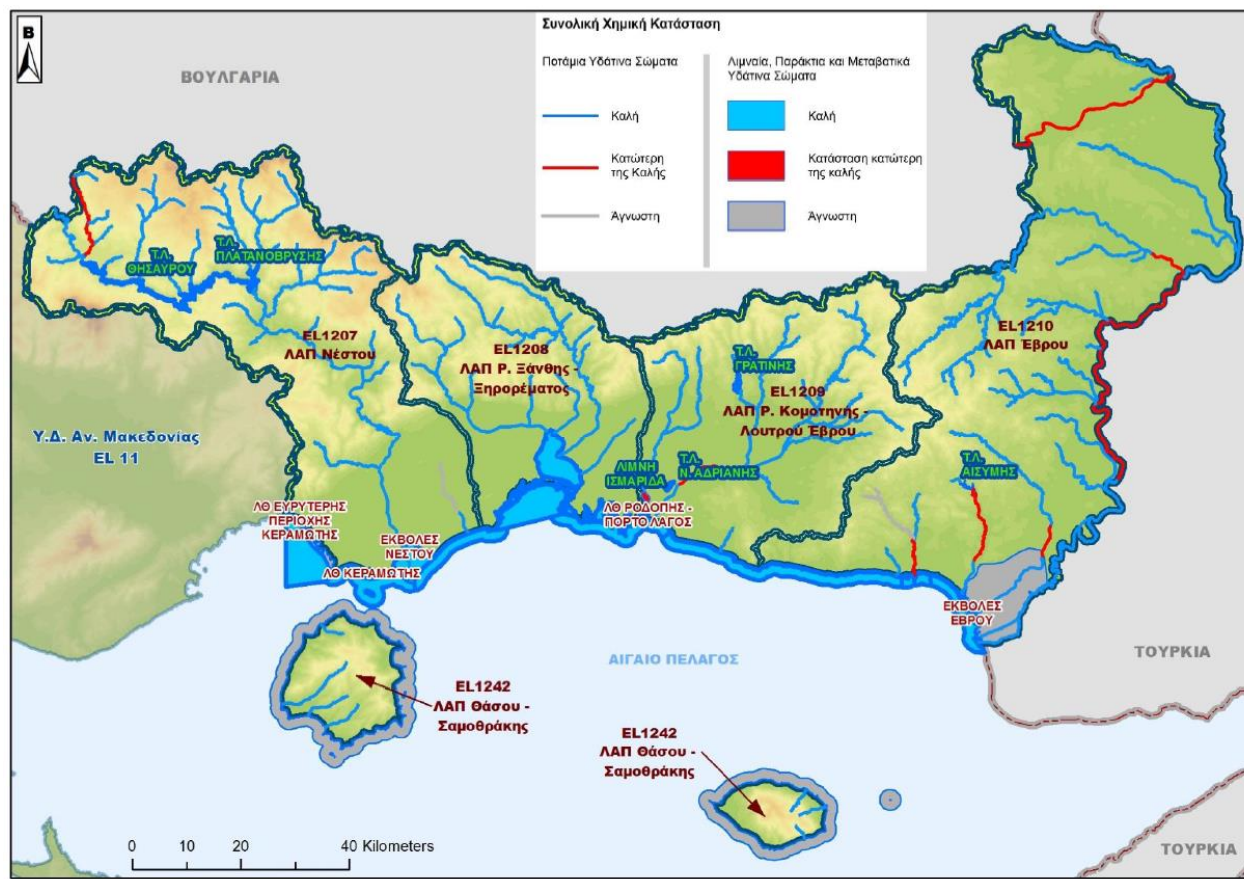 Β
ΒΟΥΛΓΑΡΙΑ
Συνολική Χημική Κατάσταση
Ποτάμια Υδάτινα Σώματα
Καλή
Κατώτερη
της Καλής
Άγνωστη
Λιμναία, Παράκτια και Μεταβατικά
Υδάτινα Σώματα
Καλή
Κατάσταση κατώτερη
της καλής
Άγνωστη
Τ.Λ.
ΘΗΣΑΥΡΟΥ
Τ.Λ.
ΠΛΑΤΑΝΟΒΡΥΣΗΣ
EL1207
ΛΑΠ Νέστου
EL1208
ΛΑΠ Ρ. Ξάνθης -
Ξηρορέματος
Τ.Λ.
ΓΡΑΤΙΝΗΣ
EL1209
ΛΑΠ Ρ. Κομοτηνής -
Λουτρού Έβρου
EL1210
ΛΑΠ Έβρου
Υ.Δ. Αν. Μακεδονίας
EL 11
ΛΙΜΝΗ
ΙΣΜΑΡΙΔΑ
Τ.Λ.
Ν. ΑΔΡΙΑΝΗΣ
Τ.Λ.
ΑΙΣΥΜΗΣ
ΛΘ ΕΥΡΥΤΕΡΗΣ
ΠΕΡΙΟΧΗΣ
ΚΕΡΑΜΩΤΗΣ
ΕΚΒΟΛΕΣ
ΝΕΣΤΟΥ
ΛΘ ΚΕΡΑΜΩΤΗΣ
ΛΘ ΡΟΔΟΠΗΣ -
ΠΟΡΤΟ ΛΑΓΟΣ
ΕΚΒΟΛΕΣ
ΕΒΡΟΥ
ΑΙΓΑΙΟ ΠΕΛΑΓΟΣ
ΤΟΥΡΚΙΑ
EL1242
ΛΑΠ Θάσου -
Σαμοθράκης
EL1242
ΛΑΠ Θάσου -
Σαμοθράκης
0 10 20 40 Kilometers
ΤΟΥΡΚΙΑ